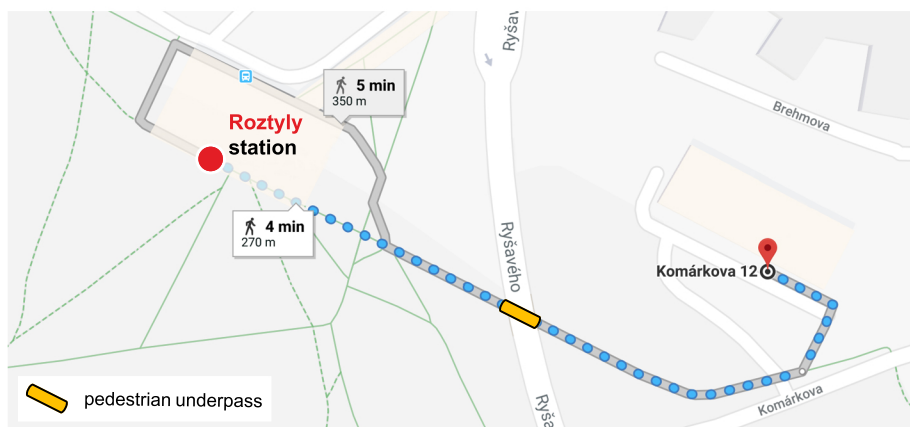 Ryšav
5 min
350 m
Brehmova
Roztyly
station
4 min
270 m
Ryšavého
Komárkova 12
Komárkova
Ryša
pedestrian underpass